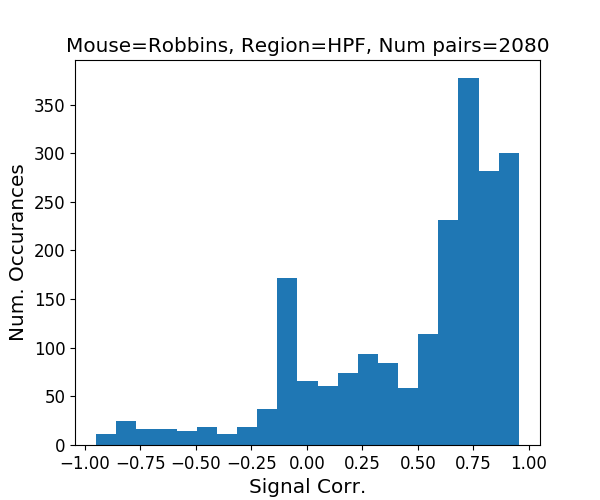 Mouse=Robbins, Region=HPF, Num pairs=2080
Num. Occurances
350
300
250
200
150
100
50
0
−1.00 −0.75 −0.50 −0.25 0.00 0.25 0.50 0.75 1.00
Signal Corr.